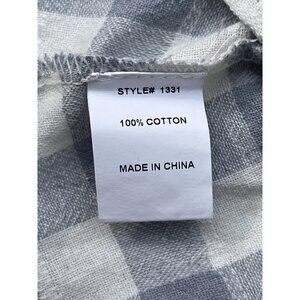 STYLE# 1331
100% COTTON
MADE IN CHINA